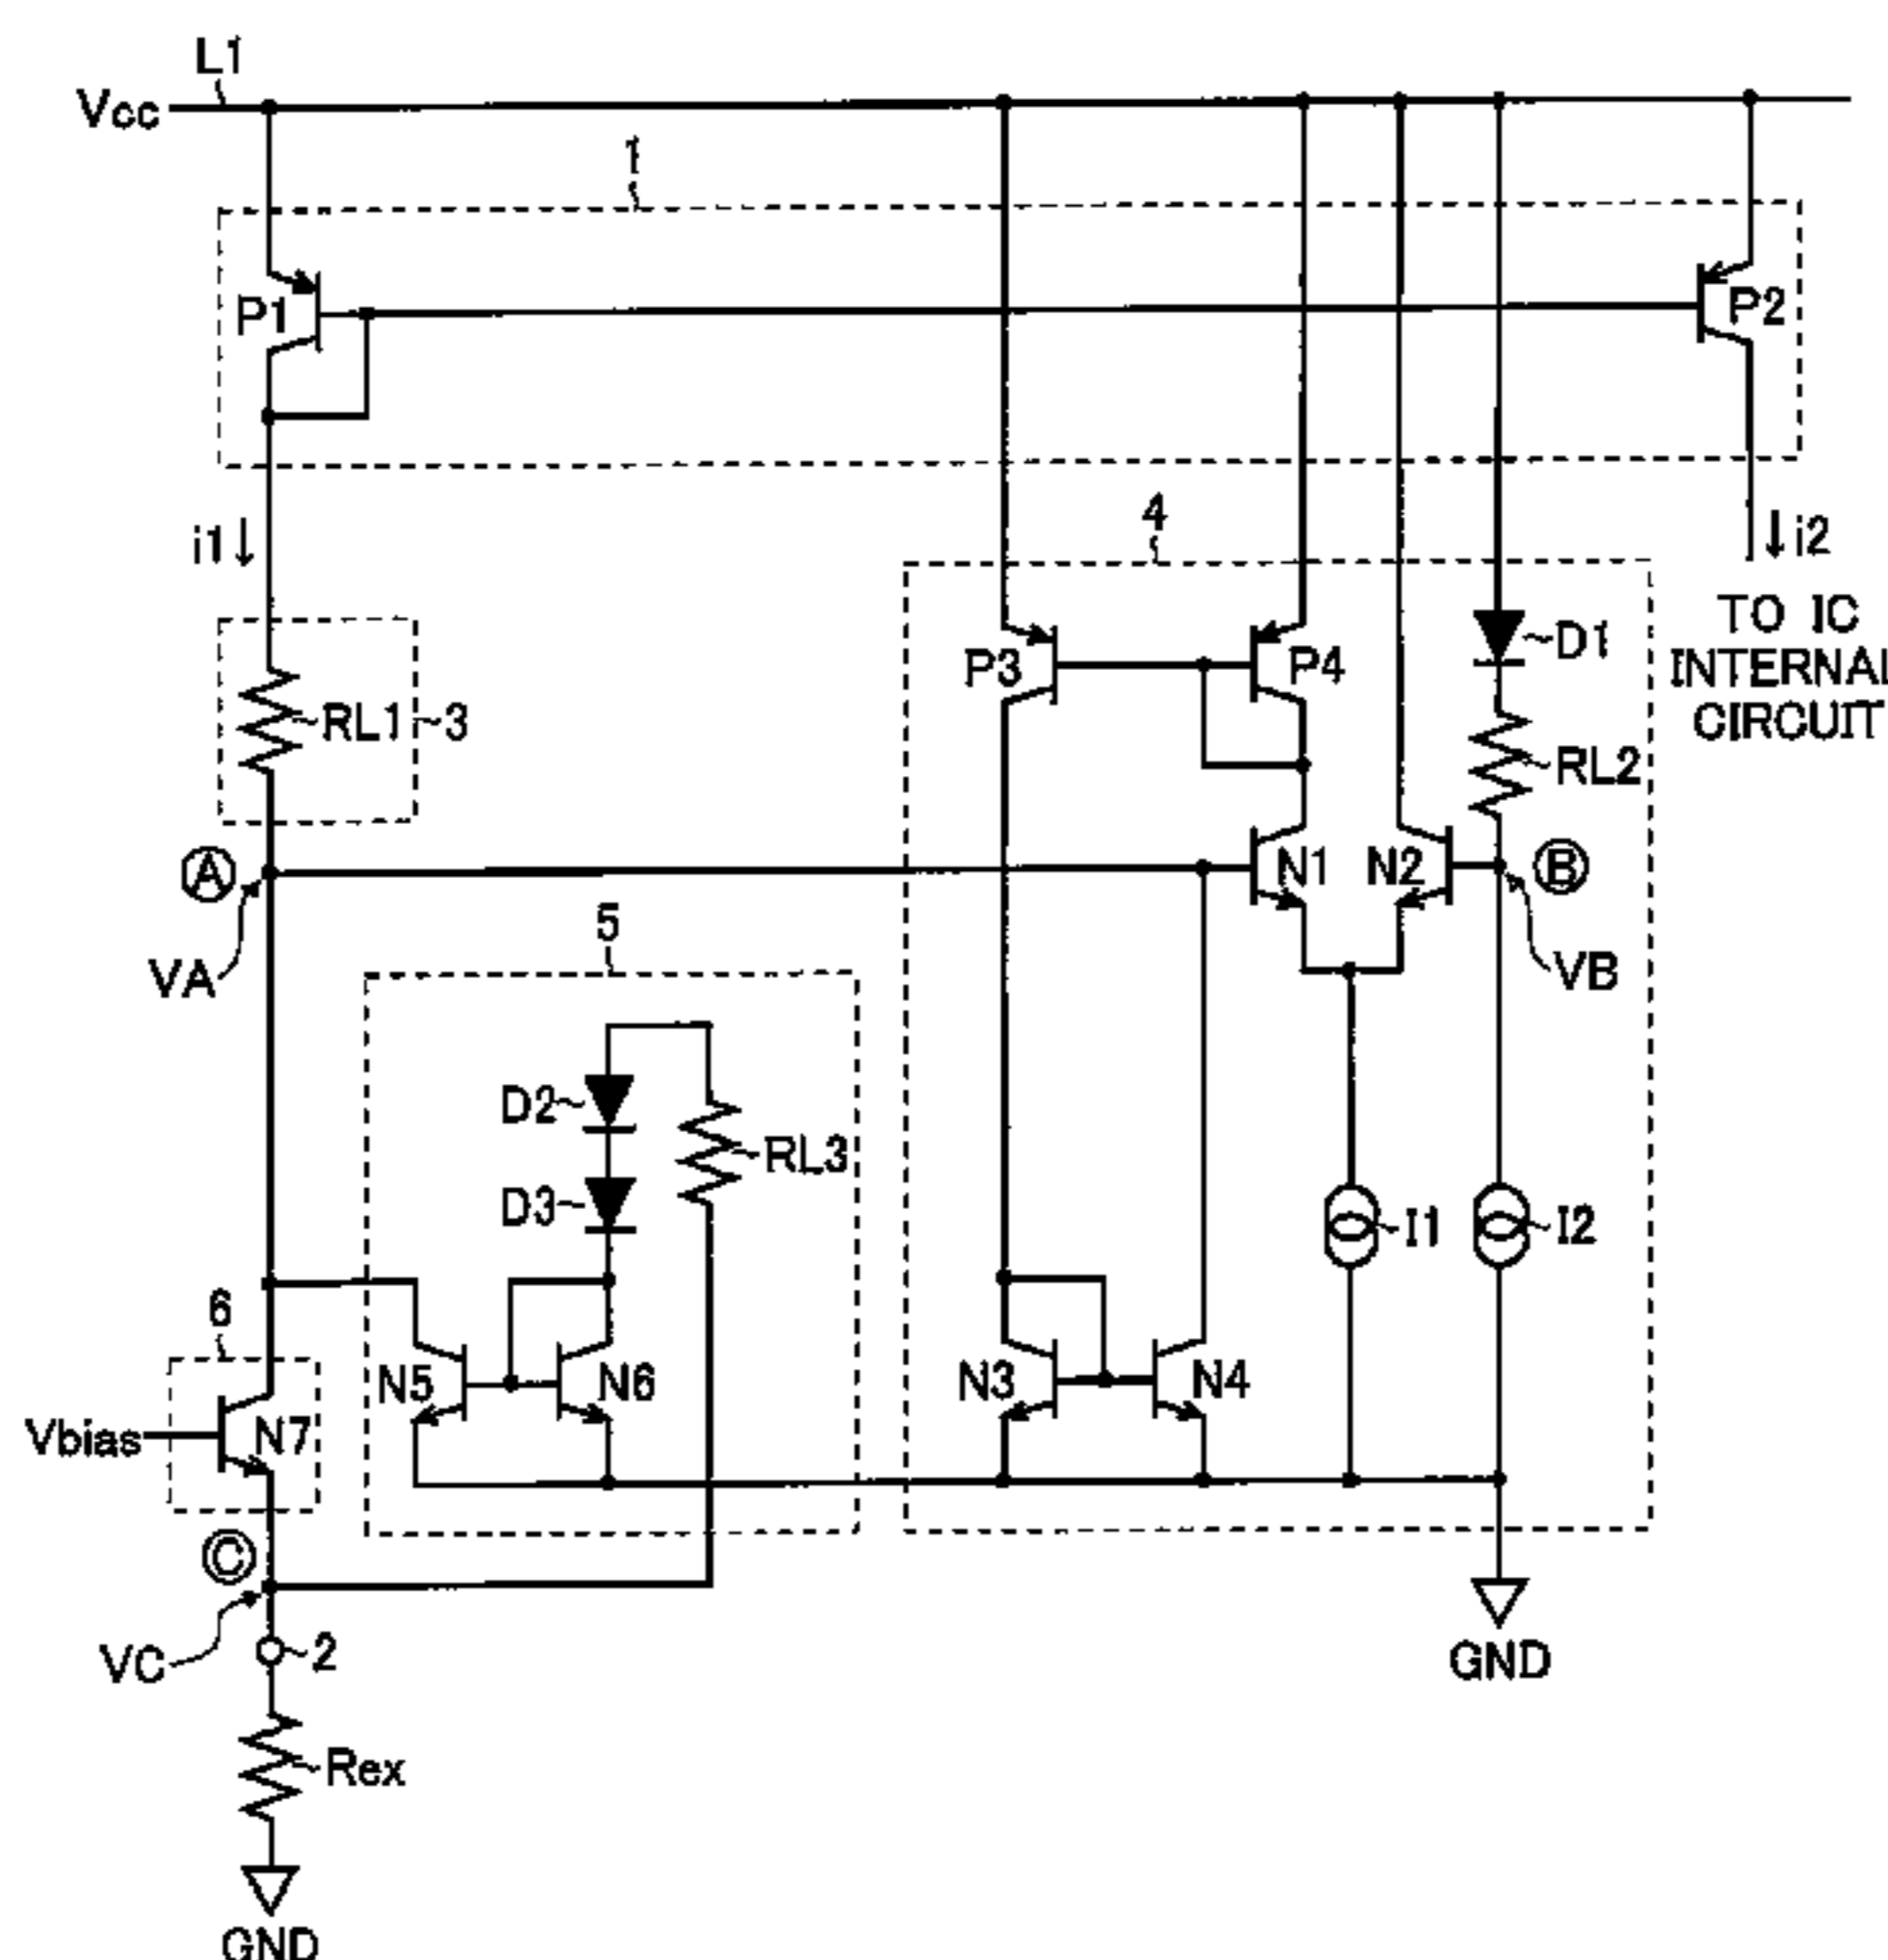 L1
Vcc
1
P1
P2
i1
4
i2
TO IC
INTERNAL
CIRCUIT
P3
P4
D1
RL1
3
RL2
A
N1
N2
B
5
VA
VB
D2
RL3
D3
I1
I2
6
N5
N6
N3
N4
Vbias
N7
C
VC
2
GND
Rex
GND